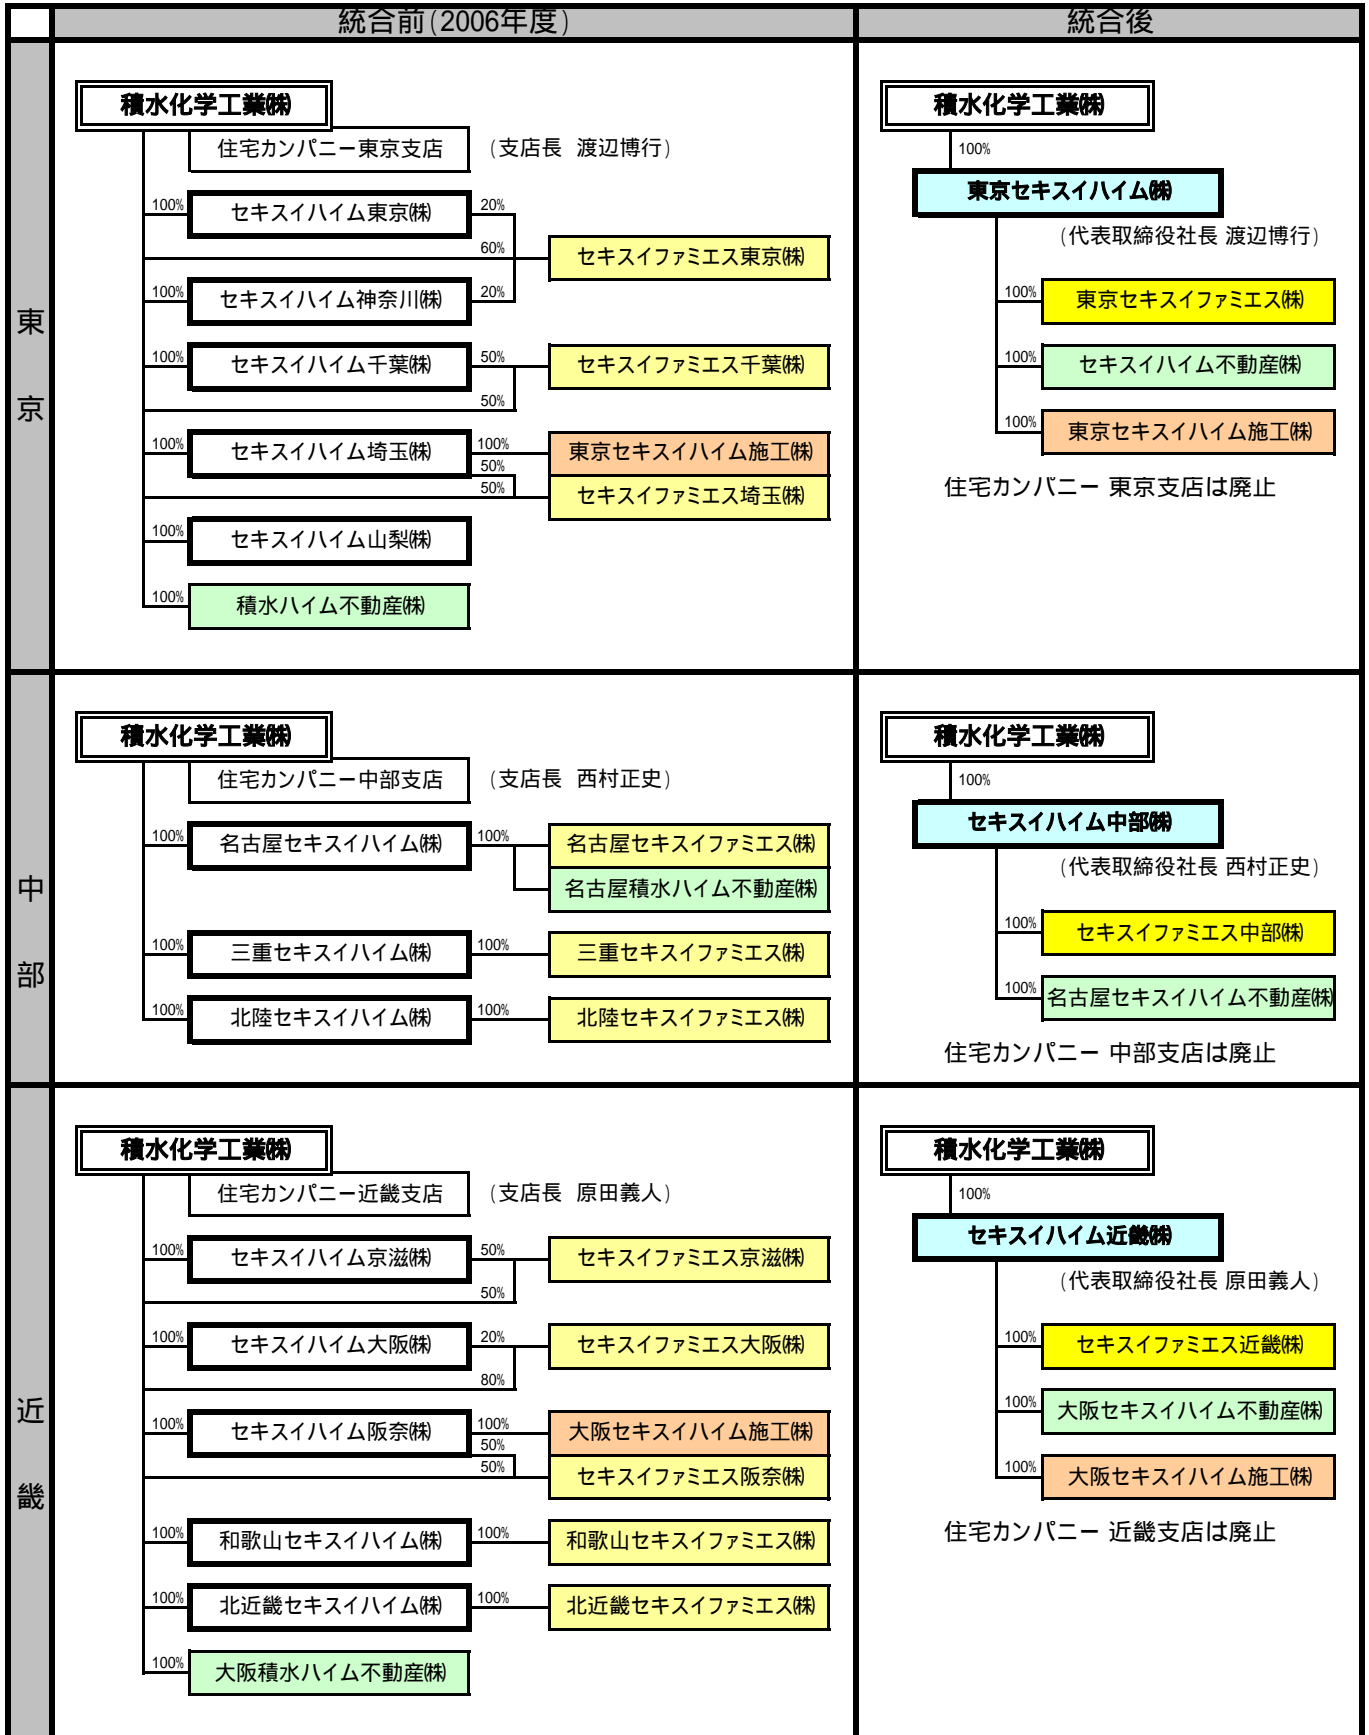 統合前(2006年度)
統合後
東京
積水化学工業㈱
住宅カンパニー東京支店
(支店長 渡辺博行)
100%
セキスイハイム東京㈱
20%
60%
セキスイファミエス東京㈱
100%
セキスイハイム神奈川㈱
20%
100%
セキスイハイム千葉㈱
50%
セキスイファミエス千葉㈱
50%
100%
セキスイハイム埼玉㈱
100%
東京セキスイハイム施工㈱
50%
50%
セキスイファミエス埼玉㈱
100%
セキスイハイム山梨㈱
100%
積水ハイム不動産㈱
積水化学工業㈱
100%
東京セキスイハイム㈱
(代表取締役社長 渡辺博行)
100%
東京セキスイファミエス㈱
100%
セキスイハイム不動産㈱
100%
東京セキスイハイム施工㈱
住宅カンパニー 東京支店は廃止
中部
積水化学工業㈱
住宅カンパニー中部支店
(支店長 西村正史)
100%
名古屋セキスイハイム㈱
100%
名古屋セキスイファミエス㈱
名古屋積水ハイム不動産㈱
100%
三重セキスイハイム㈱
100%
三重セキスイファミエス㈱
100%
北陸セキスイハイム㈱
100%
北陸セキスイファミエス㈱
積水化学工業㈱
100%
セキスイハイム中部㈱
(代表取締役社長 西村正史)
100%
セキスイファミエス中部㈱
100%
名古屋セキスイハイム不動産㈱
住宅カンパニー 中部支店は廃止
近畿
積水化学工業㈱
住宅カンパニー近畿支店
(支店長 原田義人)
100%
セキスイハイム京滋㈱
50%
セキスイファミエス京滋㈱
50%
100%
セキスイハイム大阪㈱
20%
セキスイファミエス大阪㈱
80%
100%
セキスイハイム阪奈㈱
100%
大阪セキスイハイム施工㈱
50%
50%
セキスイファミエス阪奈㈱
100%
和歌山セキスイハイム㈱
100%
和歌山セキスイファミエス㈱
100%
北近畿セキスイハイム㈱
100%
北近畿セキスイファミエス㈱
100%
大阪積水ハイム不動産㈱
積水化学工業㈱
100%
セキスイハイム近畿㈱
(代表取締役社長 原田義人)
100%
セキスイファミエス近畿㈱
100%
大阪セキスイハイム不動産㈱
100%
大阪セキスイハイム施工㈱
住宅カンパニー 近畿支店は廃止